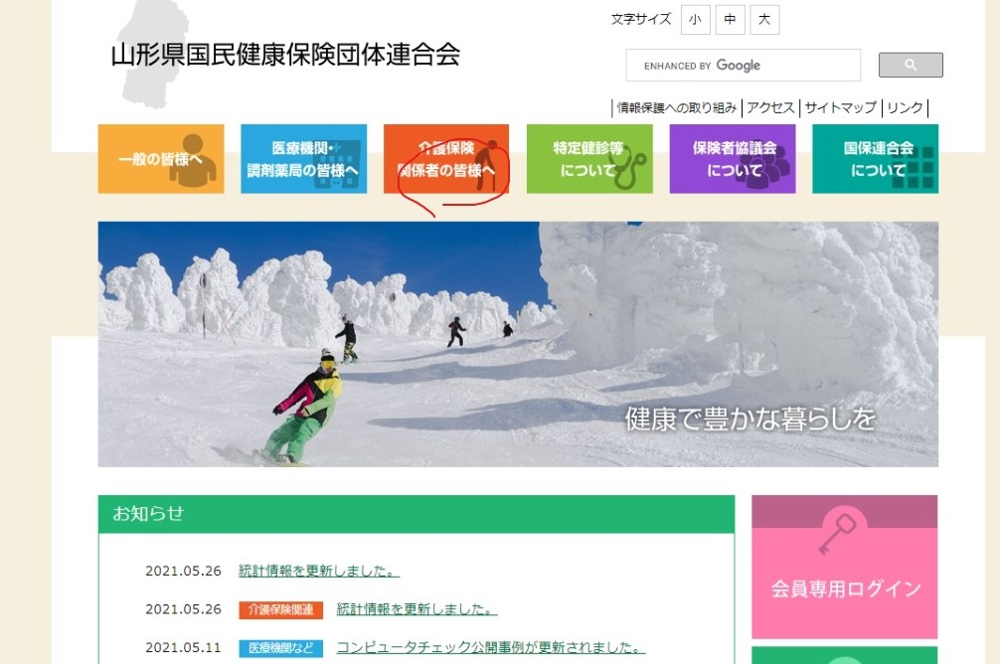 文字サイズ 小 中 大
山形県国民健康保険団体連合会
ENHANCED BY Google
情報保護への取り組み アクセス サイトマップ リンク
一般の皆様へ
医療機関・
調剤薬局の皆様へ
介護保険
関係者の皆様へ
特定健診等
について
保険者協議会
について
国保連合会
について
健康で豊かな暮らしを
お知らせ
2021.05.26 統計情報を更新しました。
2021.05.26 介護保険関連 統計情報を更新しました。
2021.05.11 医療機関など コンピュータチェック公開事例が更新されました。
会員専用ログイン